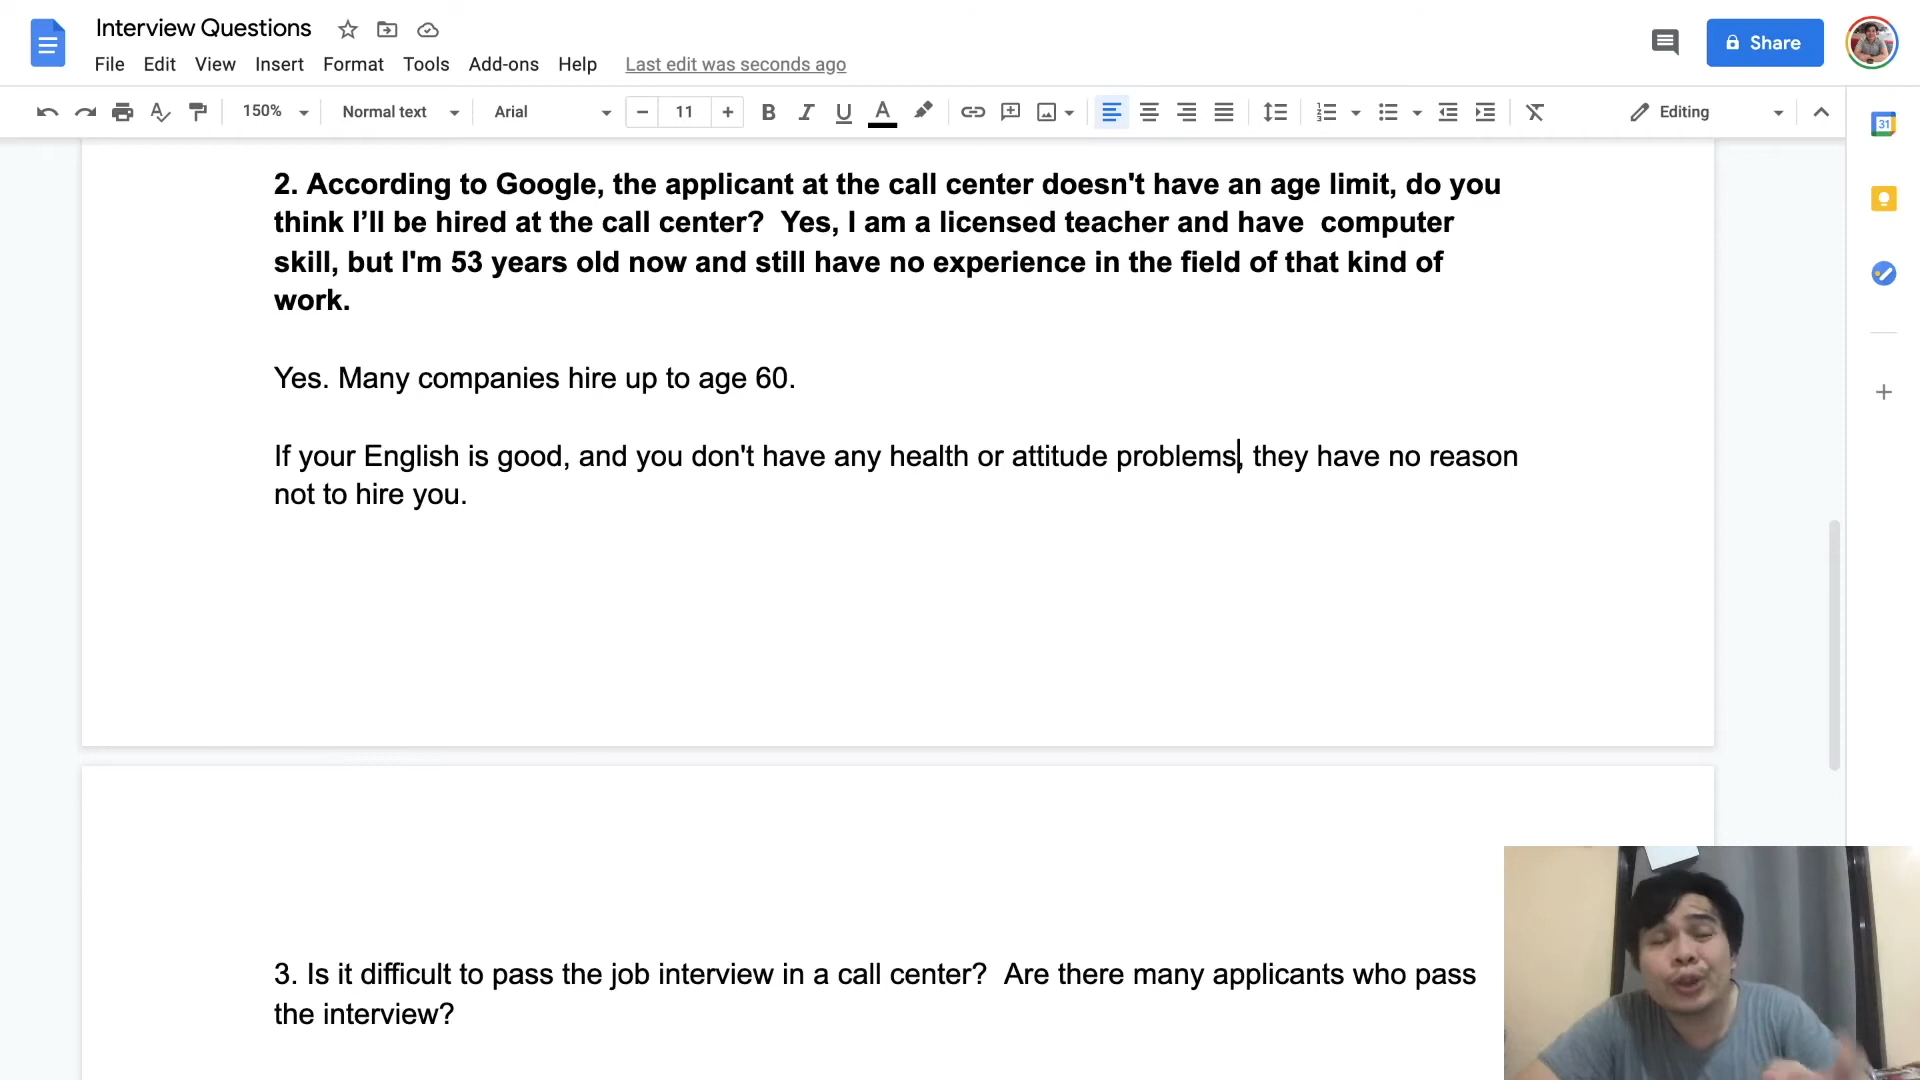 Interview Questions
Share
File Edit View Insert Format Tools Add-ons Help Last edit was seconds ago
150% Normal text Arial 11 B I U A Editing
31
2. According to Google, the applicant at the call center doesn't have an age limit, do you
think I’ll be hired at the call center?  Yes, I am a licensed teacher and have  computer
skill, but I'm 53 years old now and still have no experience in the field of that kind of
work.
Yes. Many companies hire up to age 60.
If your English is good, and you don't have any health or attitude problems, they have no reason
not to hire you.
3. Is it difficult to pass the job interview in a call center?  Are there many applicants who pass
the interview?